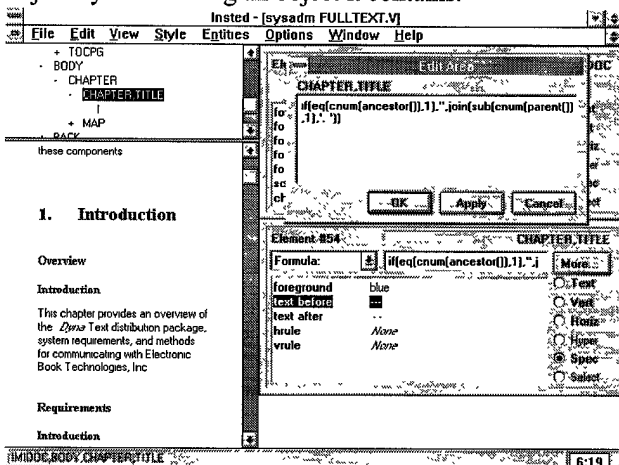 Insted - [sysadm FULLTEXT.V]
File Edit View Style Entities Options Window Help
+ TOCPG
- BODY
- CHAPTER
- CHAPTER.TITLE
+ MAP
- BACK
these components
1. Introduction
Overview
Introduction
This chapter provides an overview of
the Dyna Text distribution package,
system requirements, and methods
for communicating with Electronic
Book Technologies, Inc
Requirements
Introduction
Edit Area
CHAPTER.TITLE
if(eq(cnum(ancestor()),1),'',join(sub(cnum(parent())
,1),'. '))
OK Apply Cancel
Element #54 CHAPTER.TITLE
Formula: if(eq(cnum(ancestor()),1),'',j More...
foreground blue
text before ---
text after --
hrule None
vrule None
Text
Vert
Horiz
Hyper
Spec
Select
IMIDOC,BODY,CHAPTER,TITLE 6:19